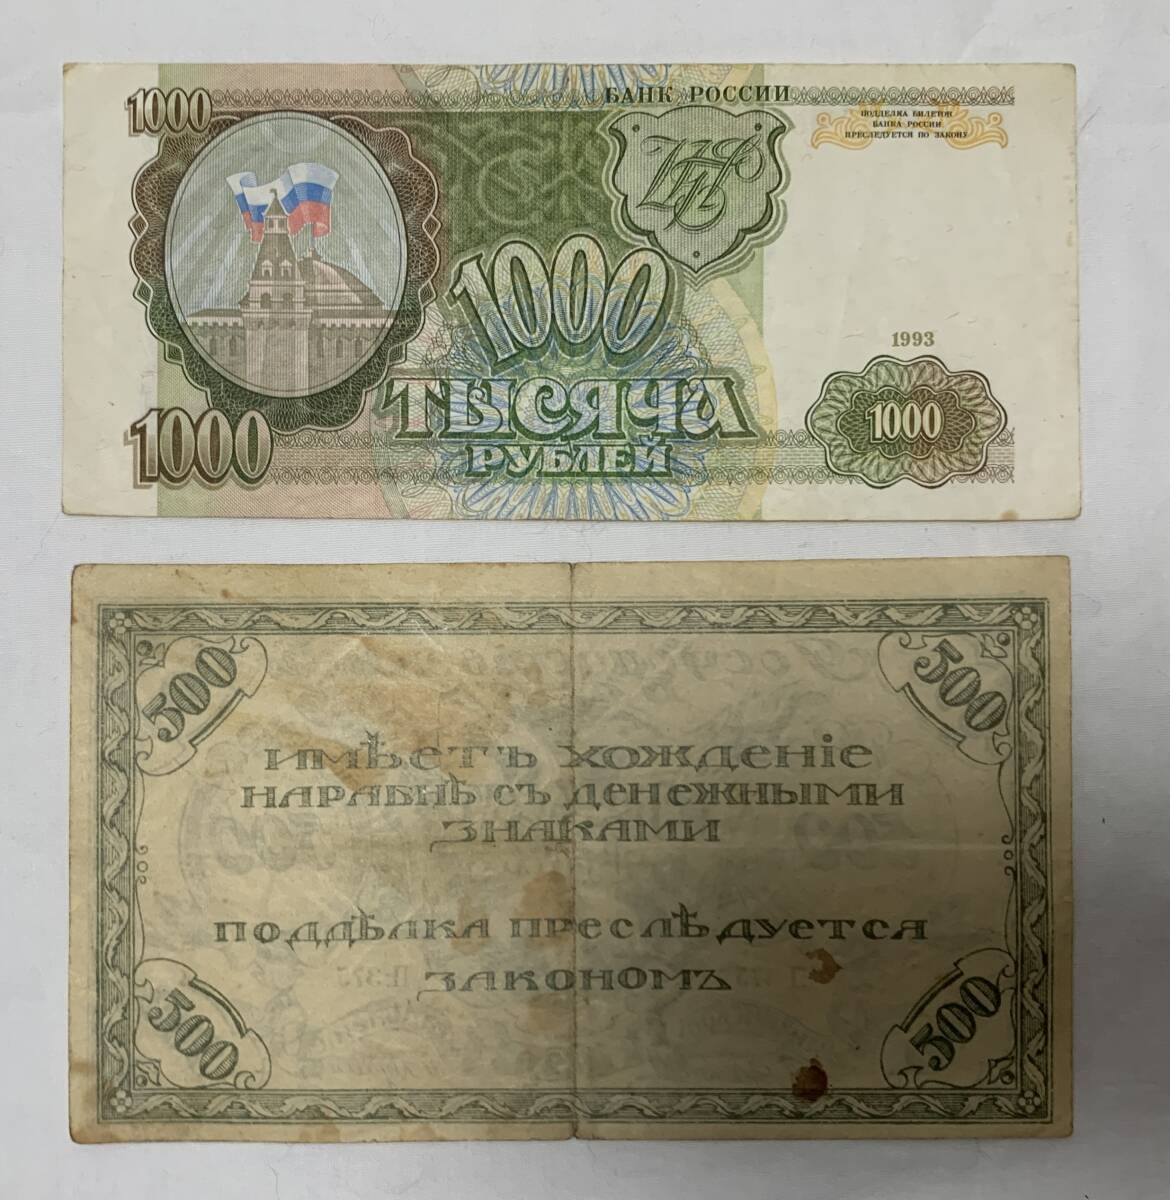 1000
БАНК РОССИИ
ПОДДЕЛКА БИЛЕТОВ
БАНКА РОССИИ
ПРЕСЛЕДУЕТСЯ ПО ЗАКОНУ
1000
1993
ТЫСЯЧА
1000
1000
РУБЛЕЙ
500
500
ИМѢЕТЪ ХОЖДЕНІЕ
НАРАВНѢ СЪ ДЕНЕЖНЫМИ
ЗНАКАМИ
ПОДДѢЛКА ПРЕСЛѢДУЕТСЯ
ЗАКОНОМЪ
500
500